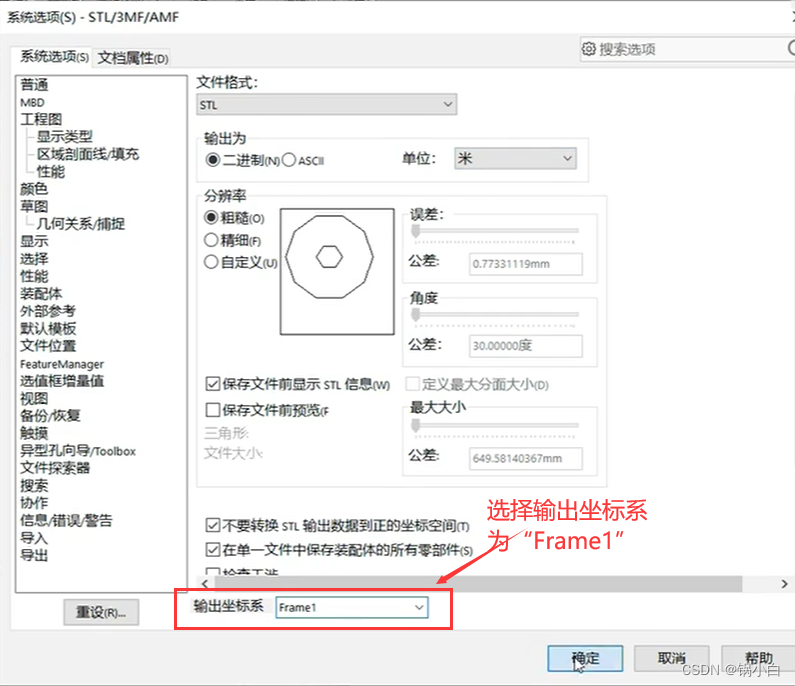 系统选项(S) - STL/3MF/AMF
系统选项(S) 文档属性(D)
搜索选项
普通
MBD
工程图
显示类型
区域剖面线/填充
性能
颜色
草图
几何关系/捕捉
显示
选择
性能
装配体
外部参考
默认模板
文件位置
FeatureManager
选值框增量值
视图
备份/恢复
触摸
异型孔向导/Toolbox
文件探索器
搜索
协作
信息/错误/警告
导入
导出
重设(R)...
文件格式:
STL
输出为
二进制(N) ASCII 单位: 米
分辨率
粗糙(O)
精细(F)
自定义(U)
误差:
公差: 0.77331119mm
角度
公差: 30.00000度
保存文件前显示 STL 信息(W)
定义最大分面大小(D)
保存文件前预览(F
最大大小
三角形:
文件大小:
公差: 649.58140367mm
不要转换 STL 输出数据到正的坐标空间(T)
在单一文件中保存装配体的所有零部件(S)
检查干涉
选择输出坐标系
为“Frame1”
输出坐标系 Frame1
确定 取消 帮助
CSDN @锅小白